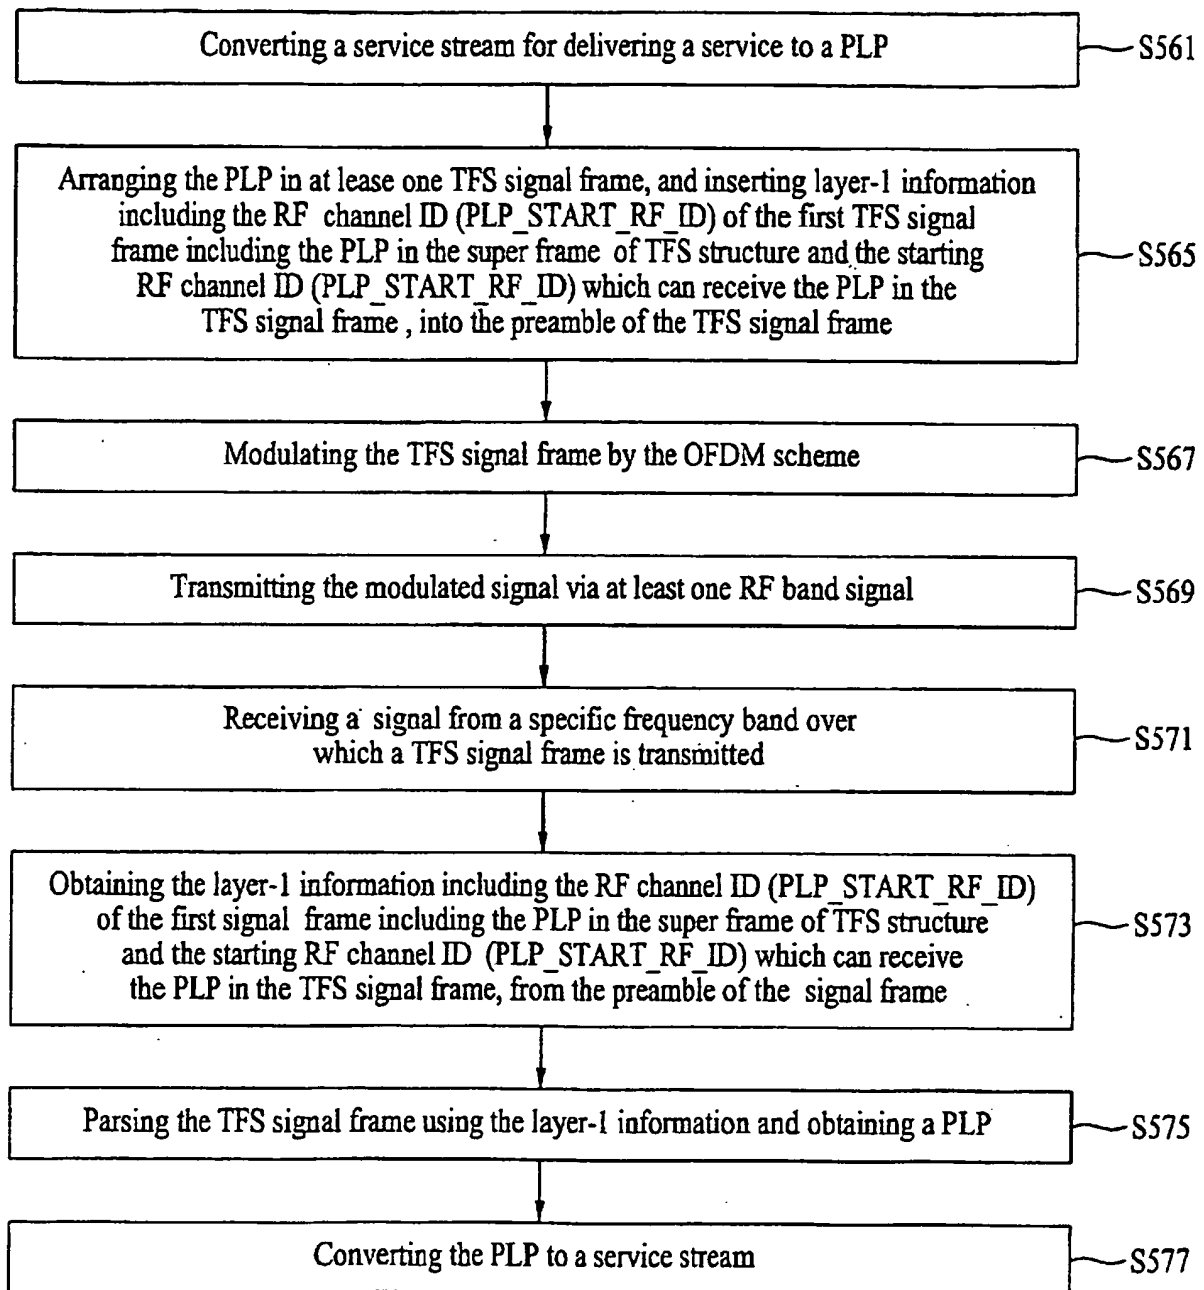 Converting a service stream for delivering a service to a PLP
S561
Arranging the PLP in at lease one TFS signal frame, and inserting layer-1 information
including the RF channel ID (PLP_START_RF_ID) of the first TFS signal
frame including the PLP in the super frame of TFS structure and the starting
RF channel ID (PLP_START_RF_ID) which can receive the PLP in the
TFS signal frame , into the preamble of the TFS signal frame
S565
Modulating the TFS signal frame by the OFDM scheme
S567
Transmitting the modulated signal via at least one RF band signal
S569
Receiving a signal from a specific frequency band over
which a TFS signal frame is transmitted
S571
Obtaining the layer-1 information including the RF channel ID (PLP_START_RF_ID)
of the first signal frame including the PLP in the super frame of TFS structure
and the starting RF channel ID (PLP_START_RF_ID) which can receive
the PLP in the TFS signal frame, from the preamble of the signal frame
S573
Parsing the TFS signal frame using the layer-1 information and obtaining a PLP
S575
Converting the PLP to a service stream
S577